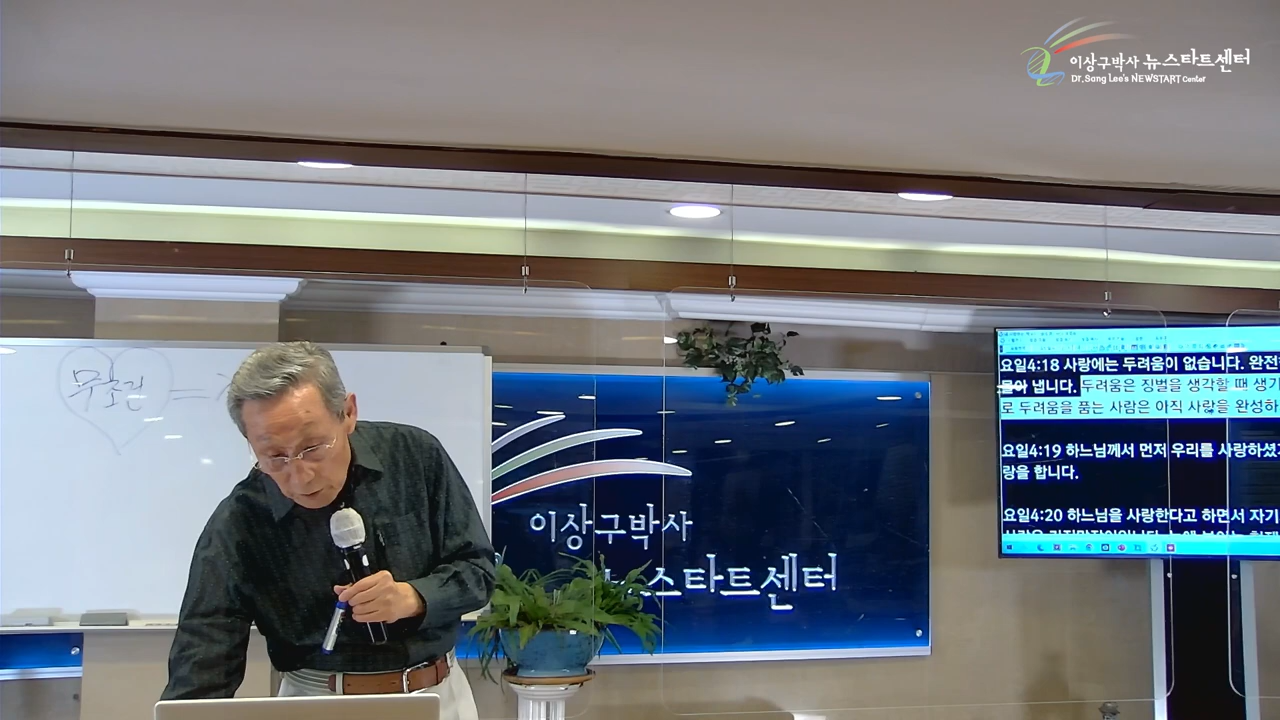 이상구박사 뉴스타트센터
Dr. Sang Lee's NEWSTART Center
무조건 =
이상구박사
뉴스타트센터
요일4:18 사랑에는 두려움이 없습니다. 완전
몰아 냅니다. 두려움은 징벌을 생각할 때 생기
로 두려움을 품는 사람은 아직 사랑을 완성하
요일4:19 하느님께서 먼저 우리를 사랑하셨
랑을 합니다.
요일4:20 하느님을 사랑한다고 하면서 자기